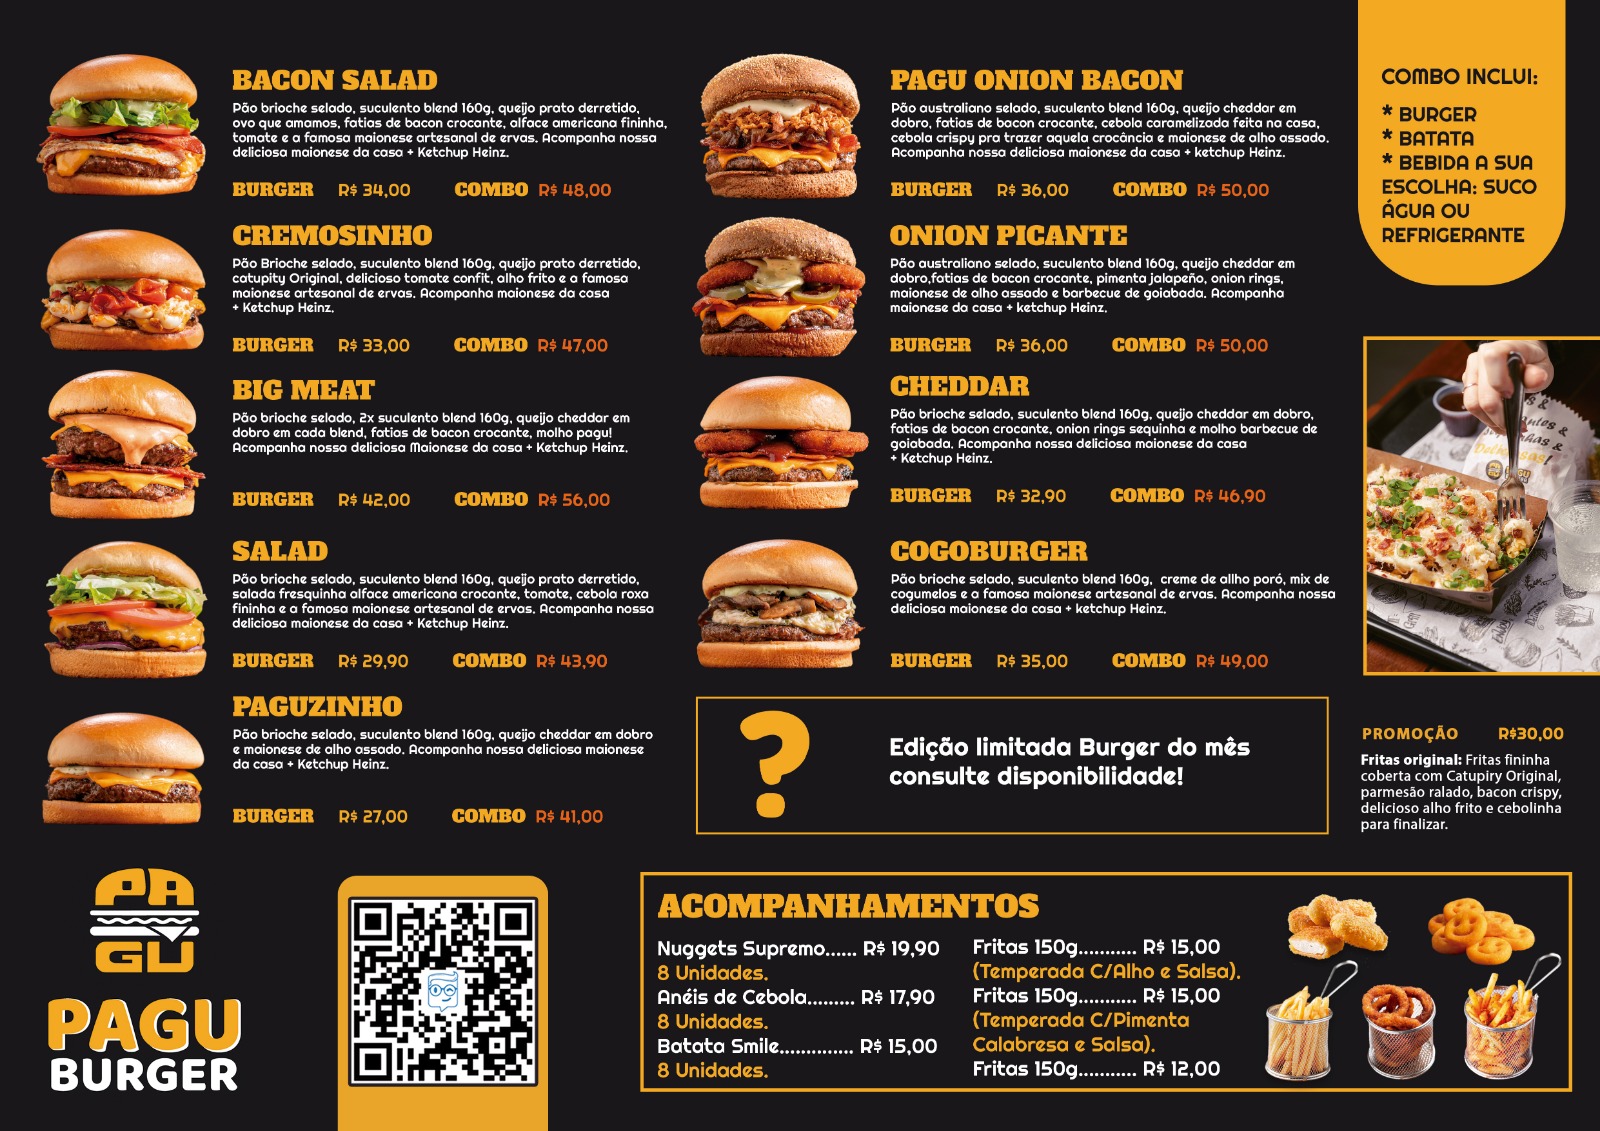 BACON SALAD
Pão brioche selado, suculento blend 160g, queijo prato derretido,
ovo que amamos, fatias de bacon crocante, alface americana fininha,
tomate e a famosa maionese artesanal de ervas. Acompanha nossa
deliciosa maionese da casa + Ketchup Heinz.
BURGER R$ 34,00 COMBO R$ 48,00
CREMOSINHO
Pão Brioche selado, suculento blend 160g, queijo prato derretido,
catupity Original, delicioso tomate confit, alho frito e a famosa
maionese artesanal de ervas. Acompanha maionese da casa
+ Ketchup Heinz.
BURGER R$ 33,00 COMBO R$ 47,00
BIG MEAT
Pão brioche selado, 2x suculento blend 160g, queijo cheddar em
dobro em cada blend, fatias de bacon crocante, molho pagu!
Acompanha nossa deliciosa Maionese da casa + Ketchup Heinz.
BURGER R$ 42,00 COMBO R$ 56,00
SALAD
Pão brioche selado, suculento blend 160g, queijo prato derretido,
salada fresquinha alface americana crocante, tomate, cebola roxa
fininha e a famosa maionese artesanal de ervas. Acompanha nossa
deliciosa maionese da casa + Ketchup Heinz.
BURGER R$ 29,90 COMBO R$ 43,90
PAGUZINHO
Pão brioche selado, suculento blend 160g, queijo cheddar em dobro
e maionese de alho assado. Acompanha nossa deliciosa maionese
da casa + Ketchup Heinz.
BURGER R$ 27,00 COMBO R$ 41,00
PAGU ONION BACON
Pão australiano selado, suculento blend 160g, queijo cheddar em
dobro, fatias de bacon crocante, cebola caramelizada feita na casa,
cebola crispy pra trazer aquela crocância e maionese de alho assado.
Acompanha nossa deliciosa maionese da casa + ketchup Heinz.
BURGER R$ 36,00 COMBO R$ 50,00
ONION PICANTE
Pão australiano selado, suculento blend 160g, queijo cheddar em
dobro,fatias de bacon crocante, pimenta jalapeño, onion rings,
maionese de alho assado e barbecue de goiabada. Acompanha
maionese da casa + ketchup Heinz.
BURGER R$ 36,00 COMBO R$ 50,00
CHEDDAR
Pão brioche selado, suculento blend 160g, queijo cheddar em dobro,
fatias de bacon crocante, onion rings sequinha e molho barbecue de
goiabada. Acompanha nossa deliciosa maionese da casa
+ Ketchup Heinz.
BURGER R$ 32,90 COMBO R$ 46,90
COGOBURGER
Pão brioche selado, suculento blend 160g, creme de allho poró, mix de
cogumelos e a famosa maionese artesanal de ervas. Acompanha nossa
deliciosa maionese da casa + ketchup Heinz.
BURGER R$ 35,00 COMBO R$ 49,00
?
Edição limitada Burger do mês
consulte disponibilidade!
COMBO INCLUI:
* BURGER
* BATATA
* BEBIDA A SUA
ESCOLHA: SUCO
ÁGUA OU
REFRIGERANTE
PROMOÇÃO R$30,00
Fritas original: Fritas fininha
coberta com Catupiry Original,
parmesão ralado, bacon crispy,
delicioso alho frito e cebolinha
para finalizar.
PA
GU
PAGU
BURGER
ACOMPANHAMENTOS
Nuggets Supremo...... R$ 19,90
8 Unidades.
Anéis de Cebola......... R$ 17,90
8 Unidades.
Batata Smile.............. R$ 15,00
8 Unidades.
Fritas 150g........... R$ 15,00
(Temperada C/Alho e Salsa).
Fritas 150g........... R$ 15,00
(Temperada C/Pimenta
Calabresa e Salsa).
Fritas 150g........... R$ 12,00